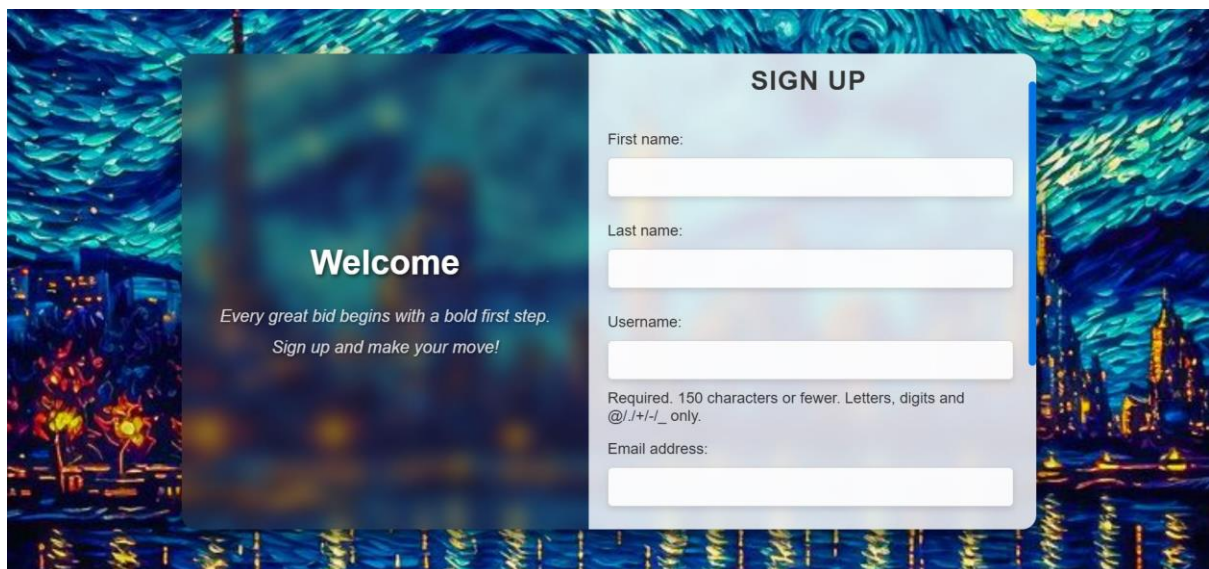 Welcome
Every great bid begins with a bold first step.
Sign up and make your move!
SIGN UP
First name:
Last name:
Username:
Required. 150 characters or fewer. Letters, digits and
@/./+/-/_ only.
Email address: